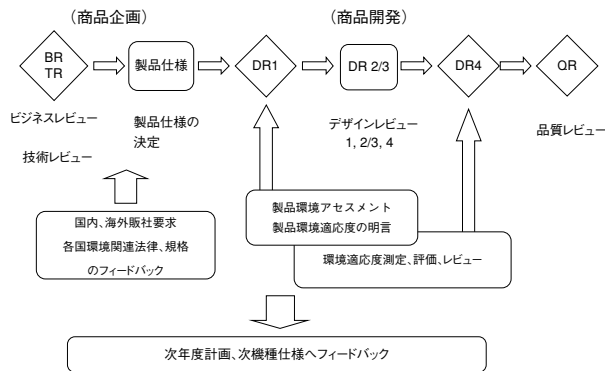 （商品企画）
（商品開発）
BR
TR
製品仕様
DR1
DR 2/3
DR4
QR
ビジネスレビュー
製品仕様の
決定
デザインレビュー
1, 2/3, 4
品質レビュー
技術レビュー
国内、海外販社要求
各国環境関連法律、規格
のフィードバック
製品環境アセスメント
製品環境適応度の明言
環境適応度測定、評価、レビュー
次年度計画、次機種仕様へフィードバック